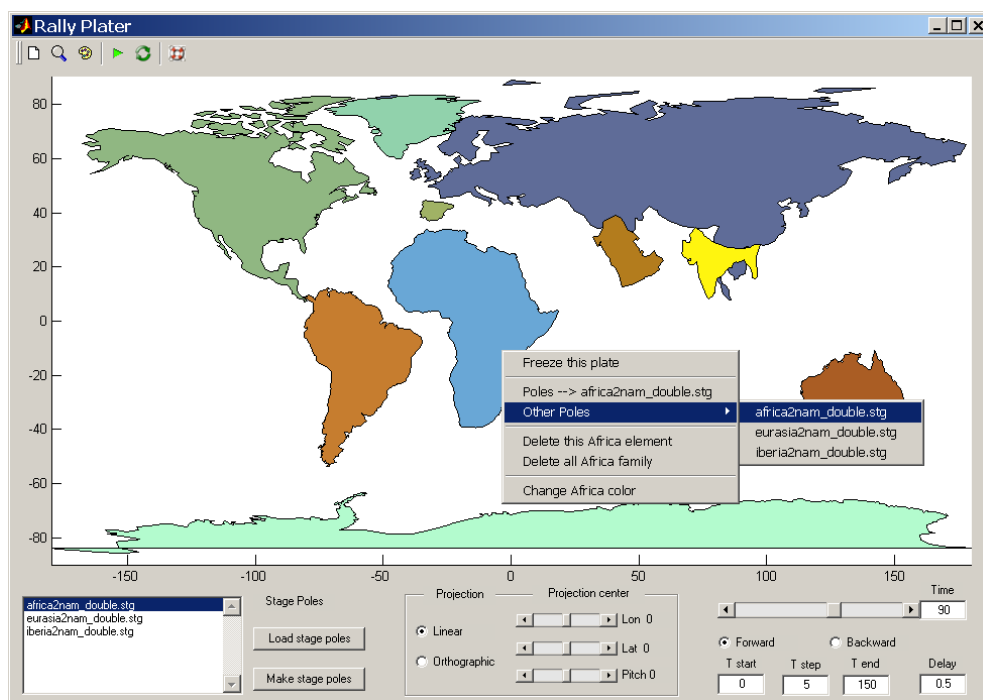 Rally Plater
80
60
40
20
0
-20
-40
-60
-80
-150
-100
-50
0
50
100
150
Freeze this plate
Poles --> africa2nam_double.stg
Other Poles
Delete this Africa element
Delete all Africa family
Change Africa color
africa2nam_double.stg
eurasia2nam_double.stg
iberia2nam_double.stg
africa2nam_double.stg
eurasia2nam_double.stg
iberia2nam_double.stg
Stage Poles
Load stage poles
Make stage poles
Projection
Linear
Orthographic
Projection center
Lon 0
Lat 0
Pitch 0
Time
90
Forward
Backward
T start
T step
T end
Delay
0
5
150
0.5